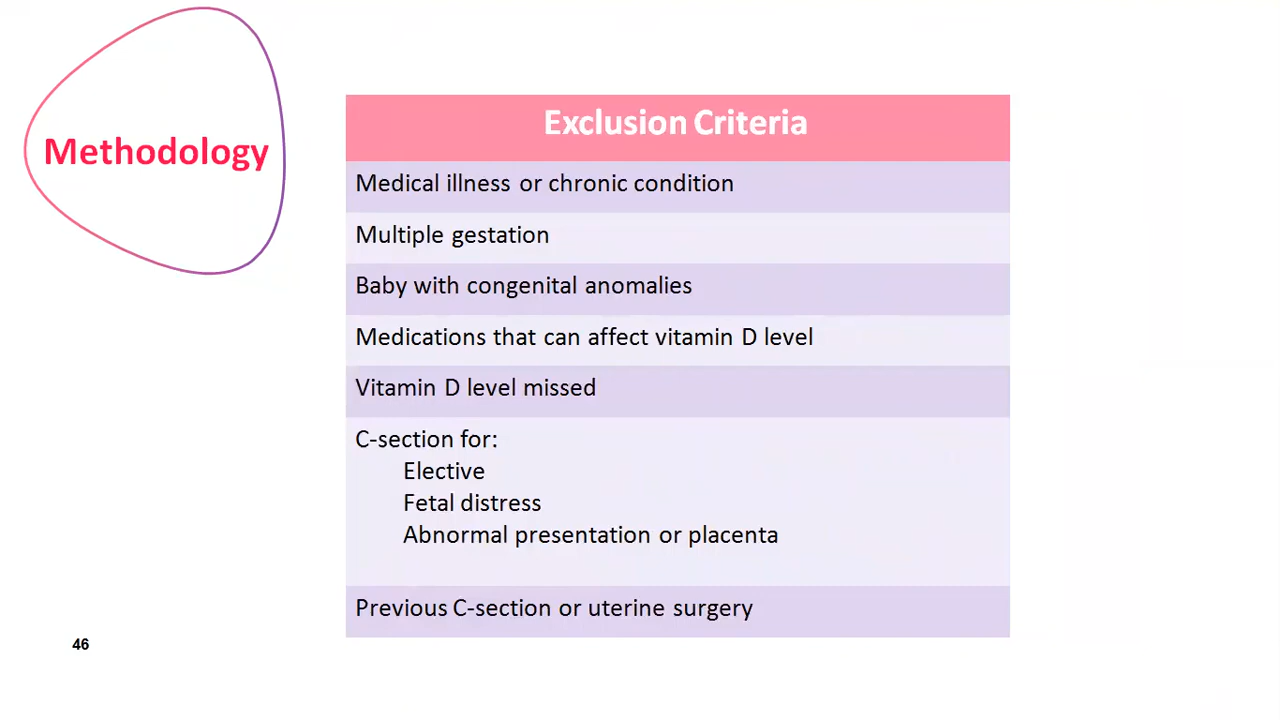 Methodology
Exclusion Criteria
Medical illness or chronic condition
Multiple gestation
Baby with congenital anomalies
Medications that can affect vitamin D level
Vitamin D level missed
C-section for:
Elective
Fetal distress
Abnormal presentation or placenta
Previous C-section or uterine surgery
46